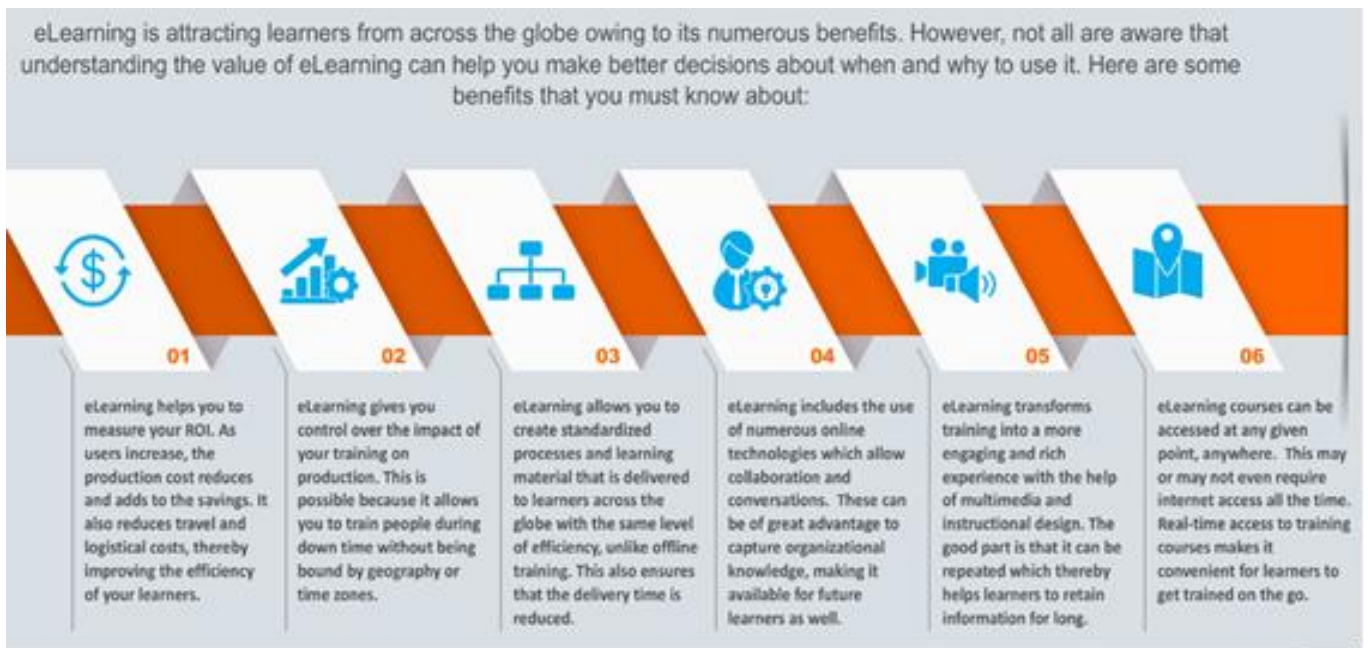 eLearning is attracting learners from across the globe owing to its numerous benefits. However, not all are aware that
understanding the value of eLearning can help you make better decisions about when and why to use it. Here are some
benefits that you must know about:
$
01
eLearning helps you to
measure your ROI. As
users increase, the
production cost reduces
and adds to the savings. It
also reduces travel and
logistical costs, thereby
improving the efficiency
of your learners.
02
eLearning gives you
control over the impact of
your training on
production. This is
possible because it allows
you to train people during
down time without being
bound by geography or
time zones.
03
eLearning allows you to
create standardized
processes and learning
material that is delivered
to learners across the
globe with the same level
of efficiency, unlike offline
training. This also ensures
that the delivery time is
reduced.
04
eLearning includes the use
of numerous online
technologies which allow
collaboration and
conversations. These can
be of great advantage to
capture organizational
knowledge, making it
available for future
learners as well.
05
eLearning transforms
training into a more
engaging and rich
experience with the help
of multimedia and
instructional design. The
good part is that it can be
repeated which thereby
helps learners to retain
information for long.
06
eLearning courses can be
accessed at any given
point, anywhere. This may
or may not even require
internet access all the time.
Real-time access to training
courses makes it
convenient for learners to
get trained on the go.